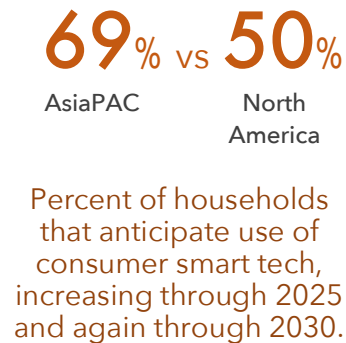 69% vs 50%
AsiaPAC North
America
Percent of households
that anticipate use of
consumer smart tech,
increasing through 2025
and again through 2030.